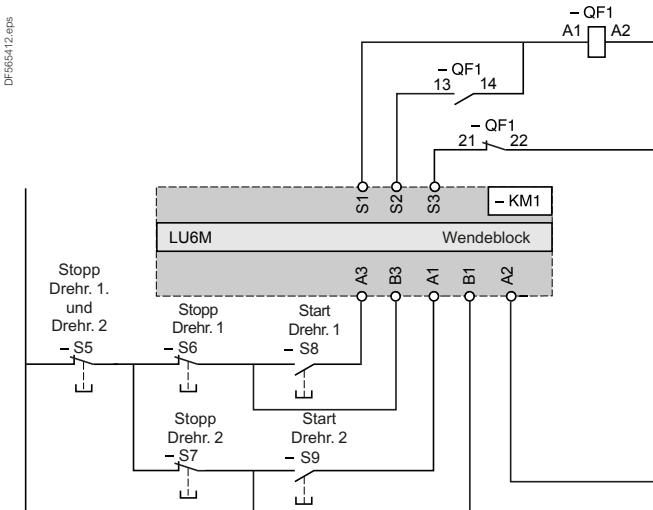 DF565412.eps
– QF1
A1 A2
– QF1
13 14
– QF1
21 22
S1 S2 S3
– KM1
LU6M Wendeblock
A3 B3 A1 B1 A2
Stopp
Drehr. 1.
und
Drehr. 2
– S5
Stopp
Drehr. 1
– S6
Start
Drehr. 1
– S8
Stopp
Drehr. 2
– S7
Start
Drehr. 2
– S9